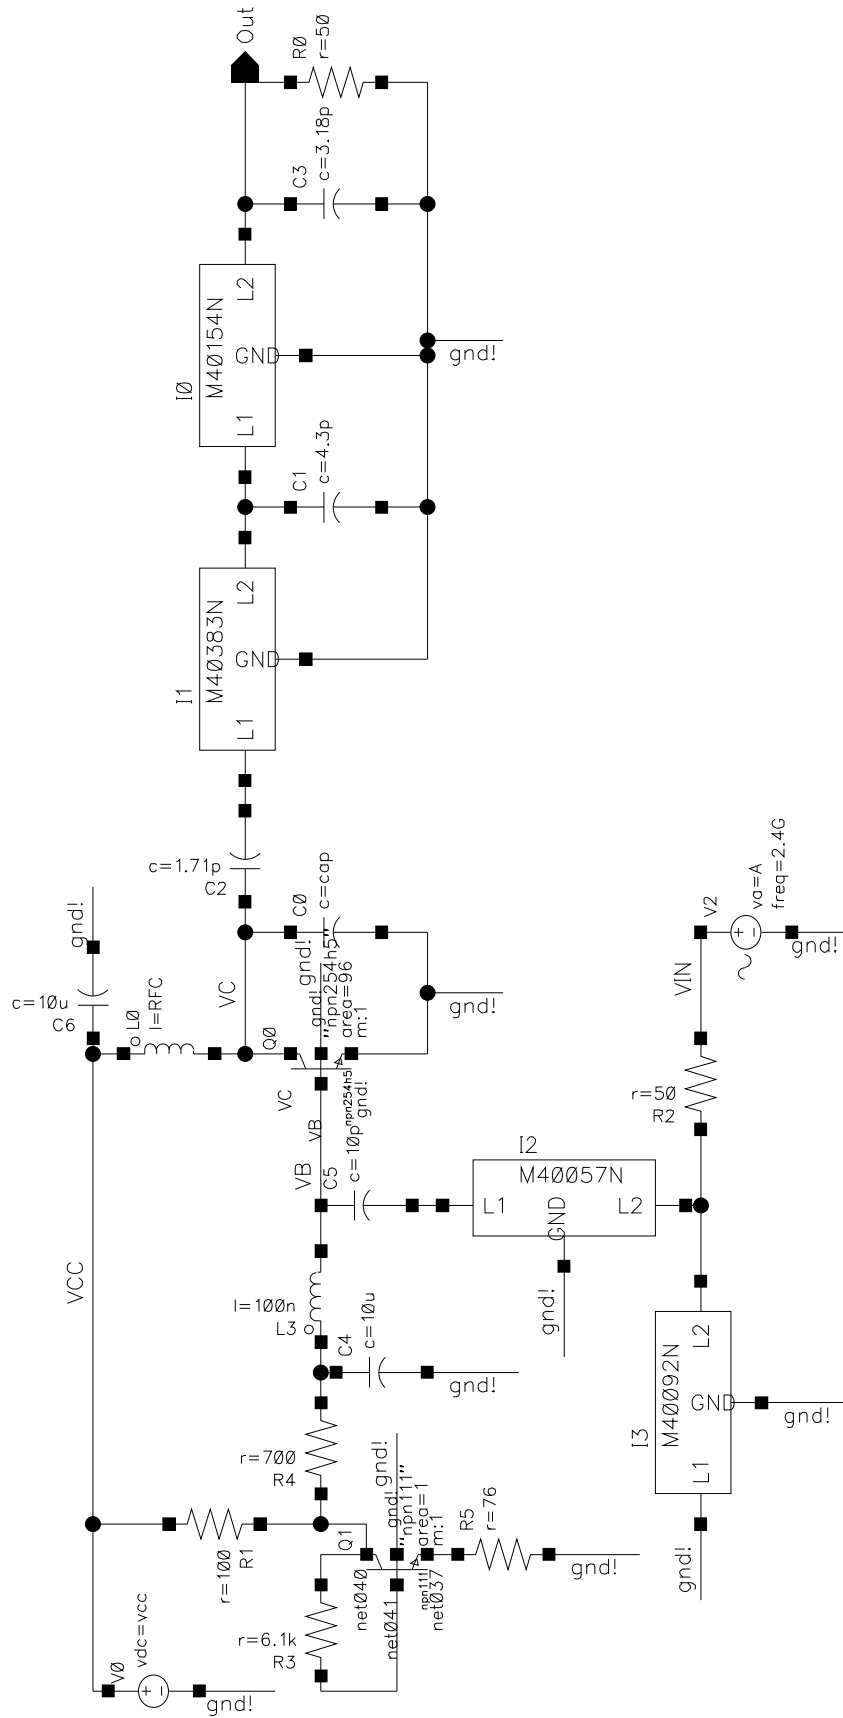 Out
R0
r=50
C3
c=3.18p
L2
GND
L1
M40154N
I0
gnd!
C1
c=4.3p
L2
GND
L1
M40383N
I1
c=1.71p
C2
gnd!
c=10u
C6
L0
l=RFC
VC
C0
c=cap
gnd!
gnd!
"npn254h5"
area=96
m:1
Q0
VC
VB
npn254h5
gnd!
gnd!
V2
va=A
freq=2.4G
gnd!
VIN
r=50
R2
VB
C5
c=10p
I2
M40057N
L1
GND
L2
gnd!
VCC
l=100n
L3
C4
c=10u
gnd!
L2
GND
L1
M40092N
I3
gnd!
gnd!
r=700
R4
gnd!
gnd!
"npn111"
area=1
m:1
Q1
net040
net041
npn111
net037
R5
r=76
gnd!
r=100
R1
r=6.1k
R3
V0
vdc=vcc
gnd!